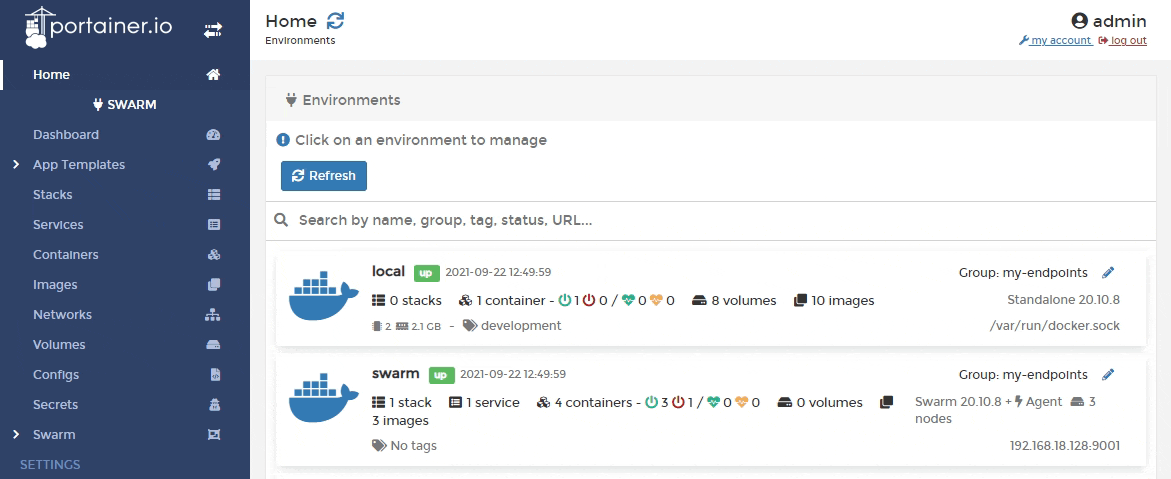 portainer.io
Home
SWARM
Dashboard
App Templates
Stacks
Services
Containers
Images
Networks
Volumes
Configs
Secrets
Swarm
SETTINGS
Home
Environments
admin
my account log out
Environments
Click on an environment to manage
Refresh
Search by name, group, tag, status, URL...
local up 2021-09-22 12:49:59 Group: my-endpoints
0 stacks 1 container - 1 0 / 0 0 8 volumes 10 images Standalone 20.10.8
2 2.1 GB - development /var/run/docker.sock
swarm up 2021-09-22 12:49:59 Group: my-endpoints
1 stack 1 service 4 containers - 3 1 / 0 0 0 volumes
3 images
Swarm 20.10.8 + Agent 3
nodes
No tags 192.168.18.128:9001